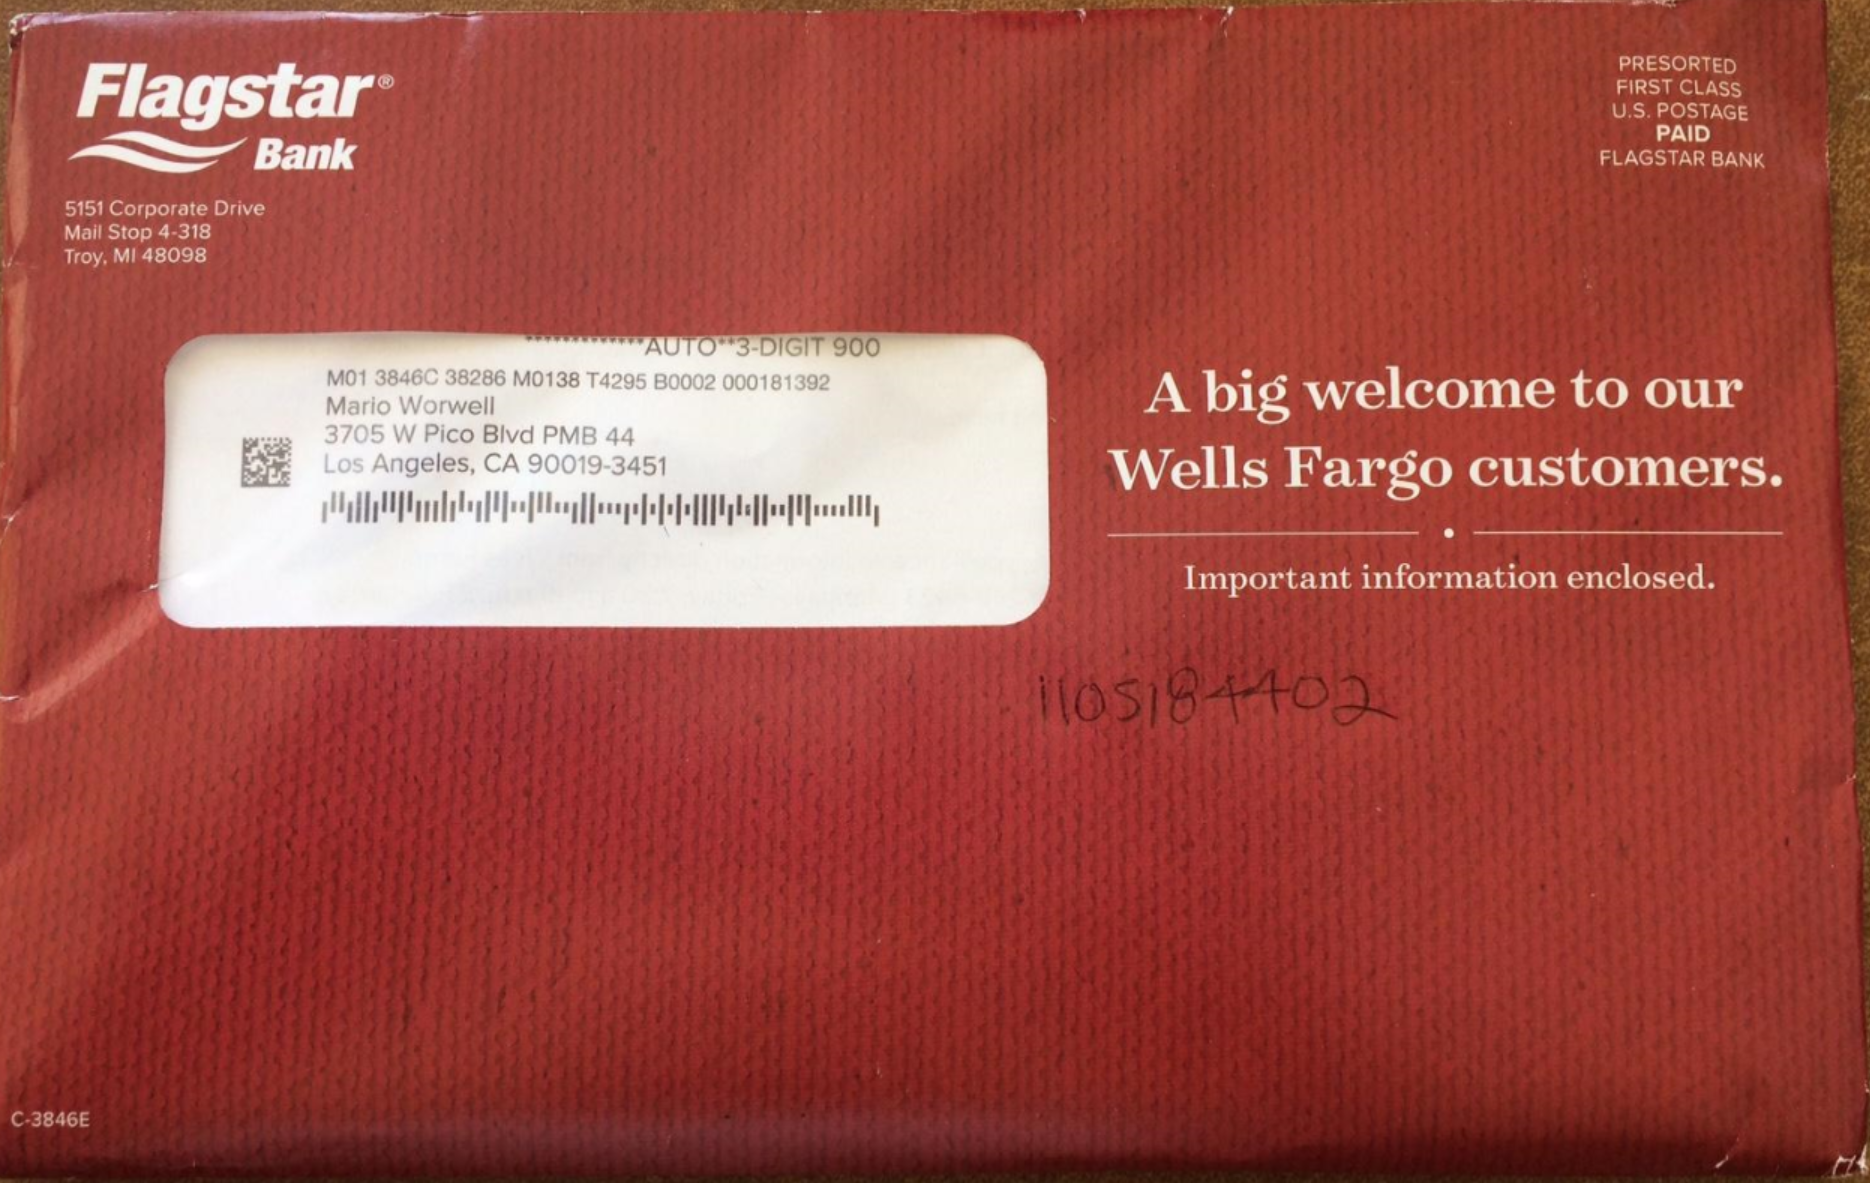 Flagstar®
Bank
5151 Corporate Drive
Mail Stop 4-318
Troy, MI 48098
PRESORTED
FIRST CLASS
U.S. POSTAGE
PAID
FLAGSTAR BANK
*************AUTO**3-DIGIT 900
M01 3846C 38286 M0138 T4295 B0002 000181392
Mario Worwell
3705 W Pico Blvd PMB 44
Los Angeles, CA 90019-3451
A big welcome to our
Wells Fargo customers.
Important information enclosed.
1105184402
C-3846E